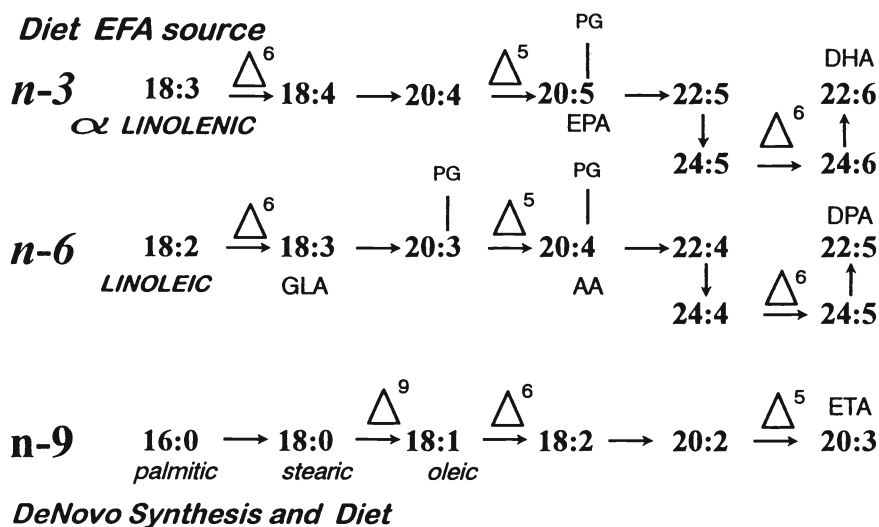 Diet EFA source
PG
Δ6 Δ5 DHA
n-3 18:3 → 18:4 → 20:4 → 20:5 → 22:5 22:6
α LINOLENIC EPA ↓ Δ6 ↑
24:5 → 24:6
PG PG
Δ6 Δ5 DPA
n-6 18:2 → 18:3 → 20:3 → 20:4 → 22:4 22:5
LINOLEIC GLA AA ↓ Δ6 ↑
24:4 → 24:5
Δ9 Δ6 Δ5 ETA
n-9 16:0 → 18:0 → 18:1 → 18:2 → 20:2 → 20:3
palmitic stearic oleic
DeNovo Synthesis and Diet